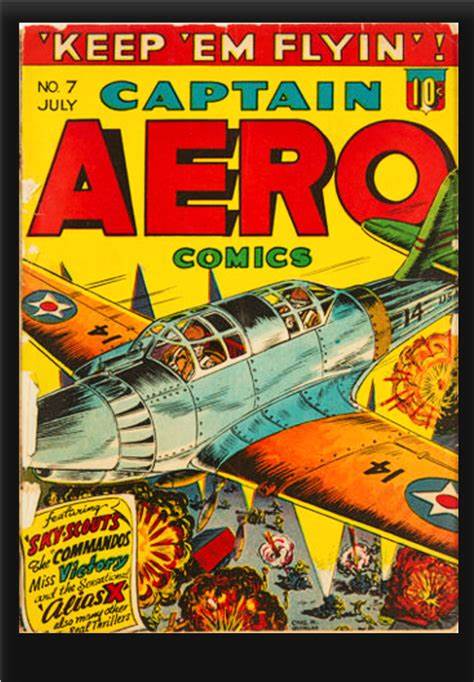 'KEEP 'EM FLYIN'!
NO. 7
JULY
10¢
CAPTAIN
AERO
COMICS
14
14
14
featuring
"SKY-SCOUTS
The COMMANDOS
Miss Victory
and the Sensational
"Alias X"
also many other
Real Thrillers